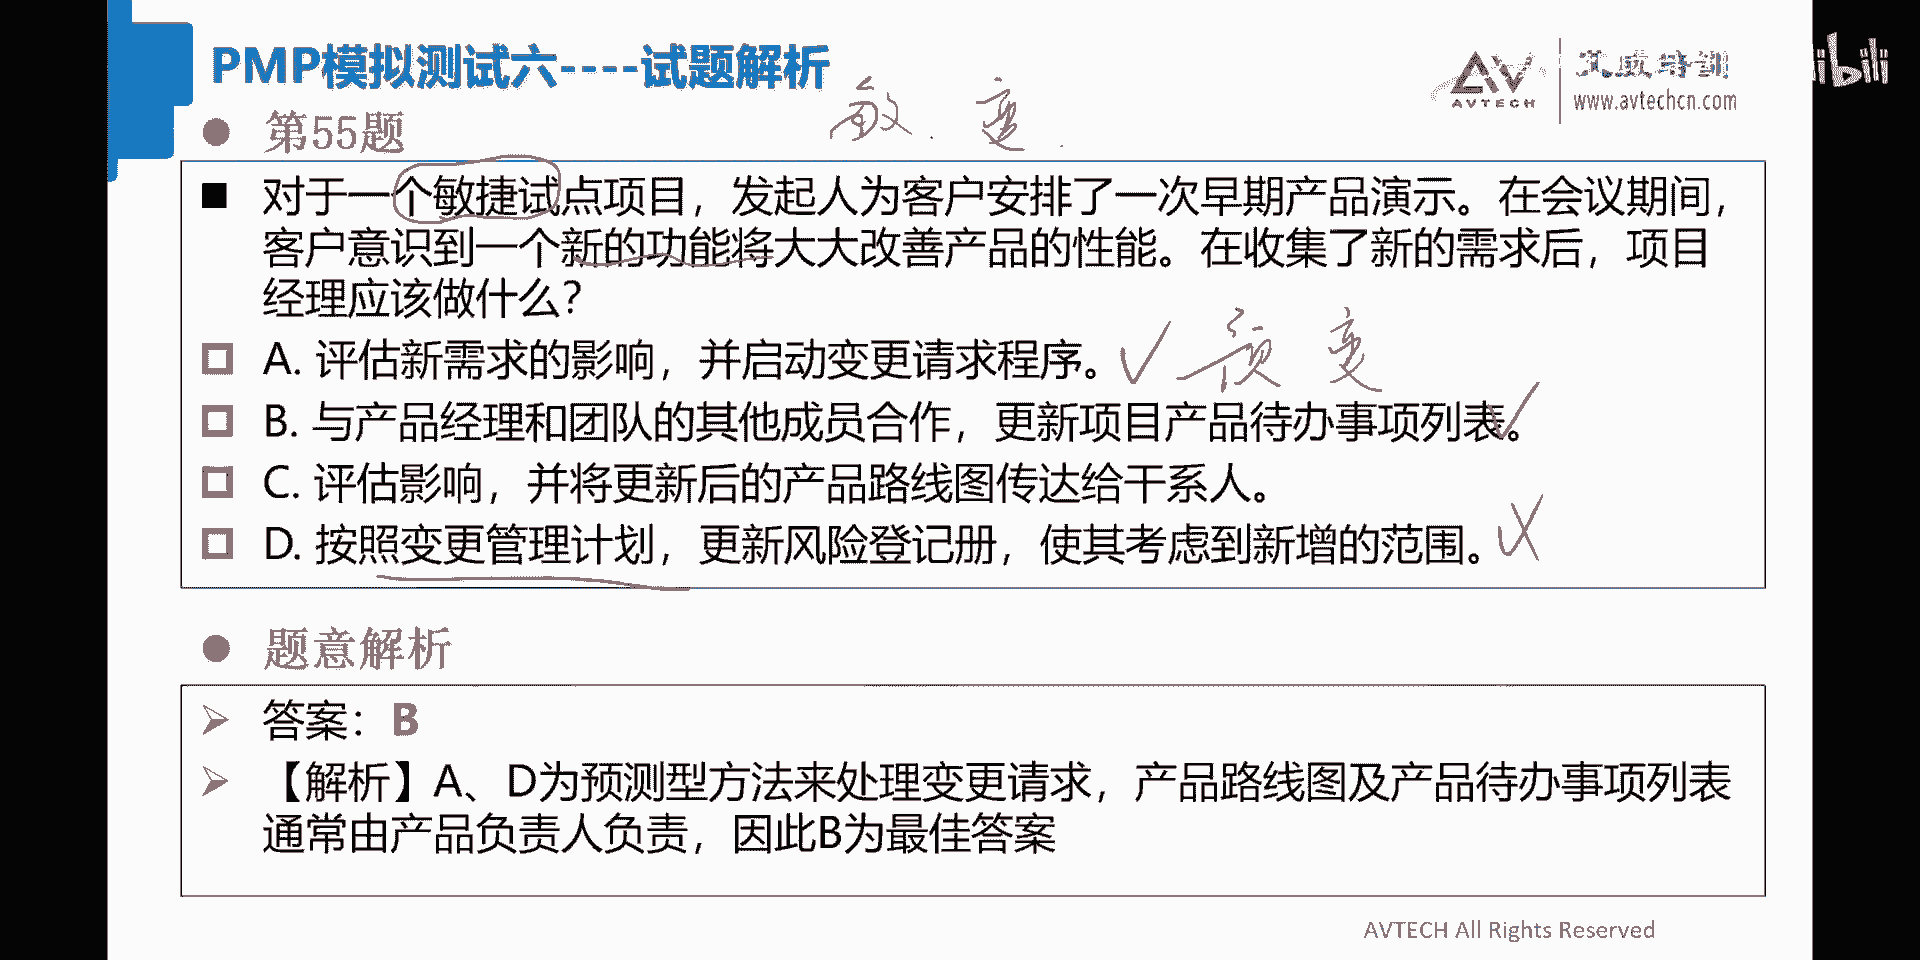 PMP模拟测试六----试题解析
AVTECH
艾威培训
www.avtechcn.com
bilibili
敏.变.
第55题
对于一个敏捷试点项目，发起人为客户安排了一次早期产品演示。在会议期间，
客户意识到一个新的功能将大大改善产品的性能。在收集了新的需求后，项目
经理应该做什么？
A. 评估新需求的影响，并启动变更请求程序。
预 变
B. 与产品经理和团队的其他成员合作，更新项目产品待办事项列表。
C. 评估影响，并将更新后的产品路线图传达给干系人。
D. 按照变更管理计划，更新风险登记册，使其考虑到新增的范围。
题意解析
答案：B
【解析】A、D为预测型方法来处理变更请求，产品路线图及产品待办事项列表
通常由产品负责人负责，因此B为最佳答案
AVTECH All Rights Reserved